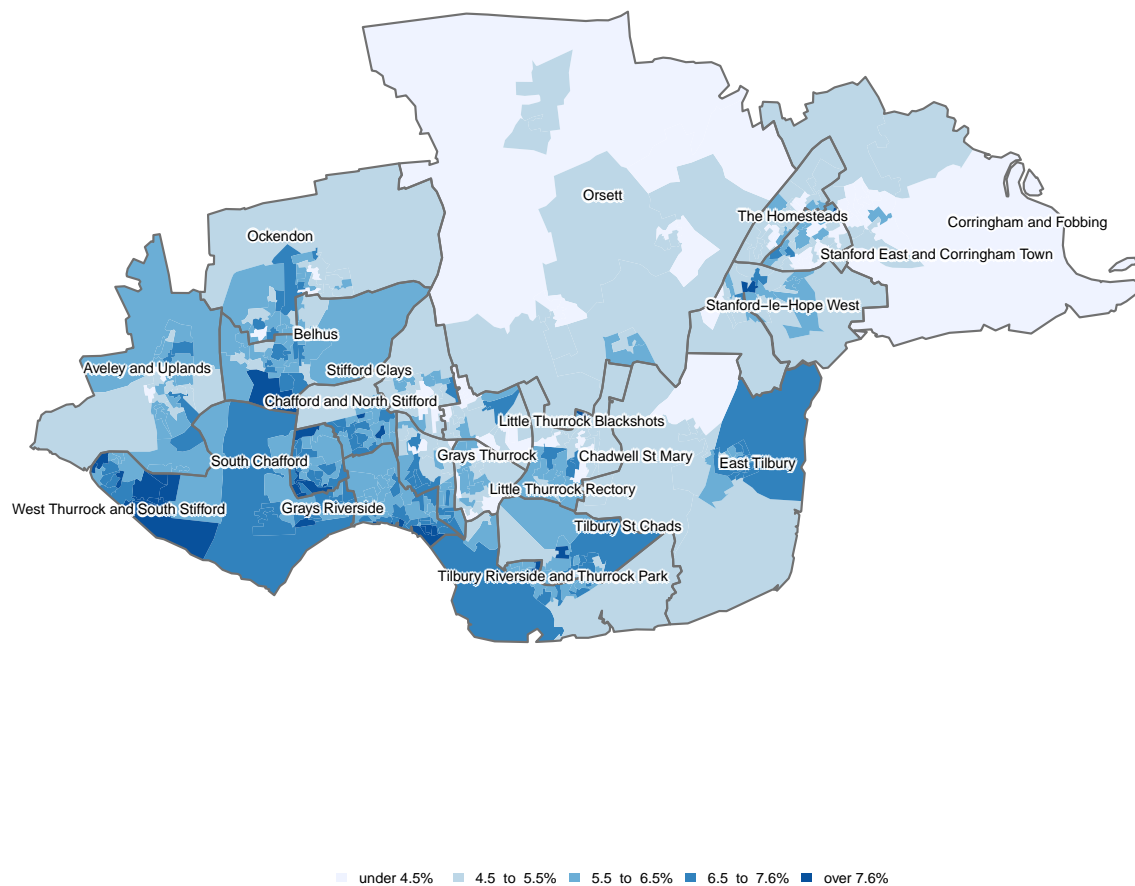 Orsett
The Homesteads
Corringham and Fobbing
Ockendon
Stanford East and Corringham Town
Stanford−le−Hope West
Belhus
Aveley and Uplands
Stifford Clays
Chafford and North Stifford
Little Thurrock Blackshots
South Chafford
Grays Thurrock
Chadwell St Mary
East Tilbury
Little Thurrock Rectory
West Thurrock and South Stifford
Grays Riverside
Tilbury St Chads
Tilbury Riverside and Thurrock Park
under 4.5% 4.5 to 5.5% 5.5 to 6.5% 6.5 to 7.6% over 7.6%